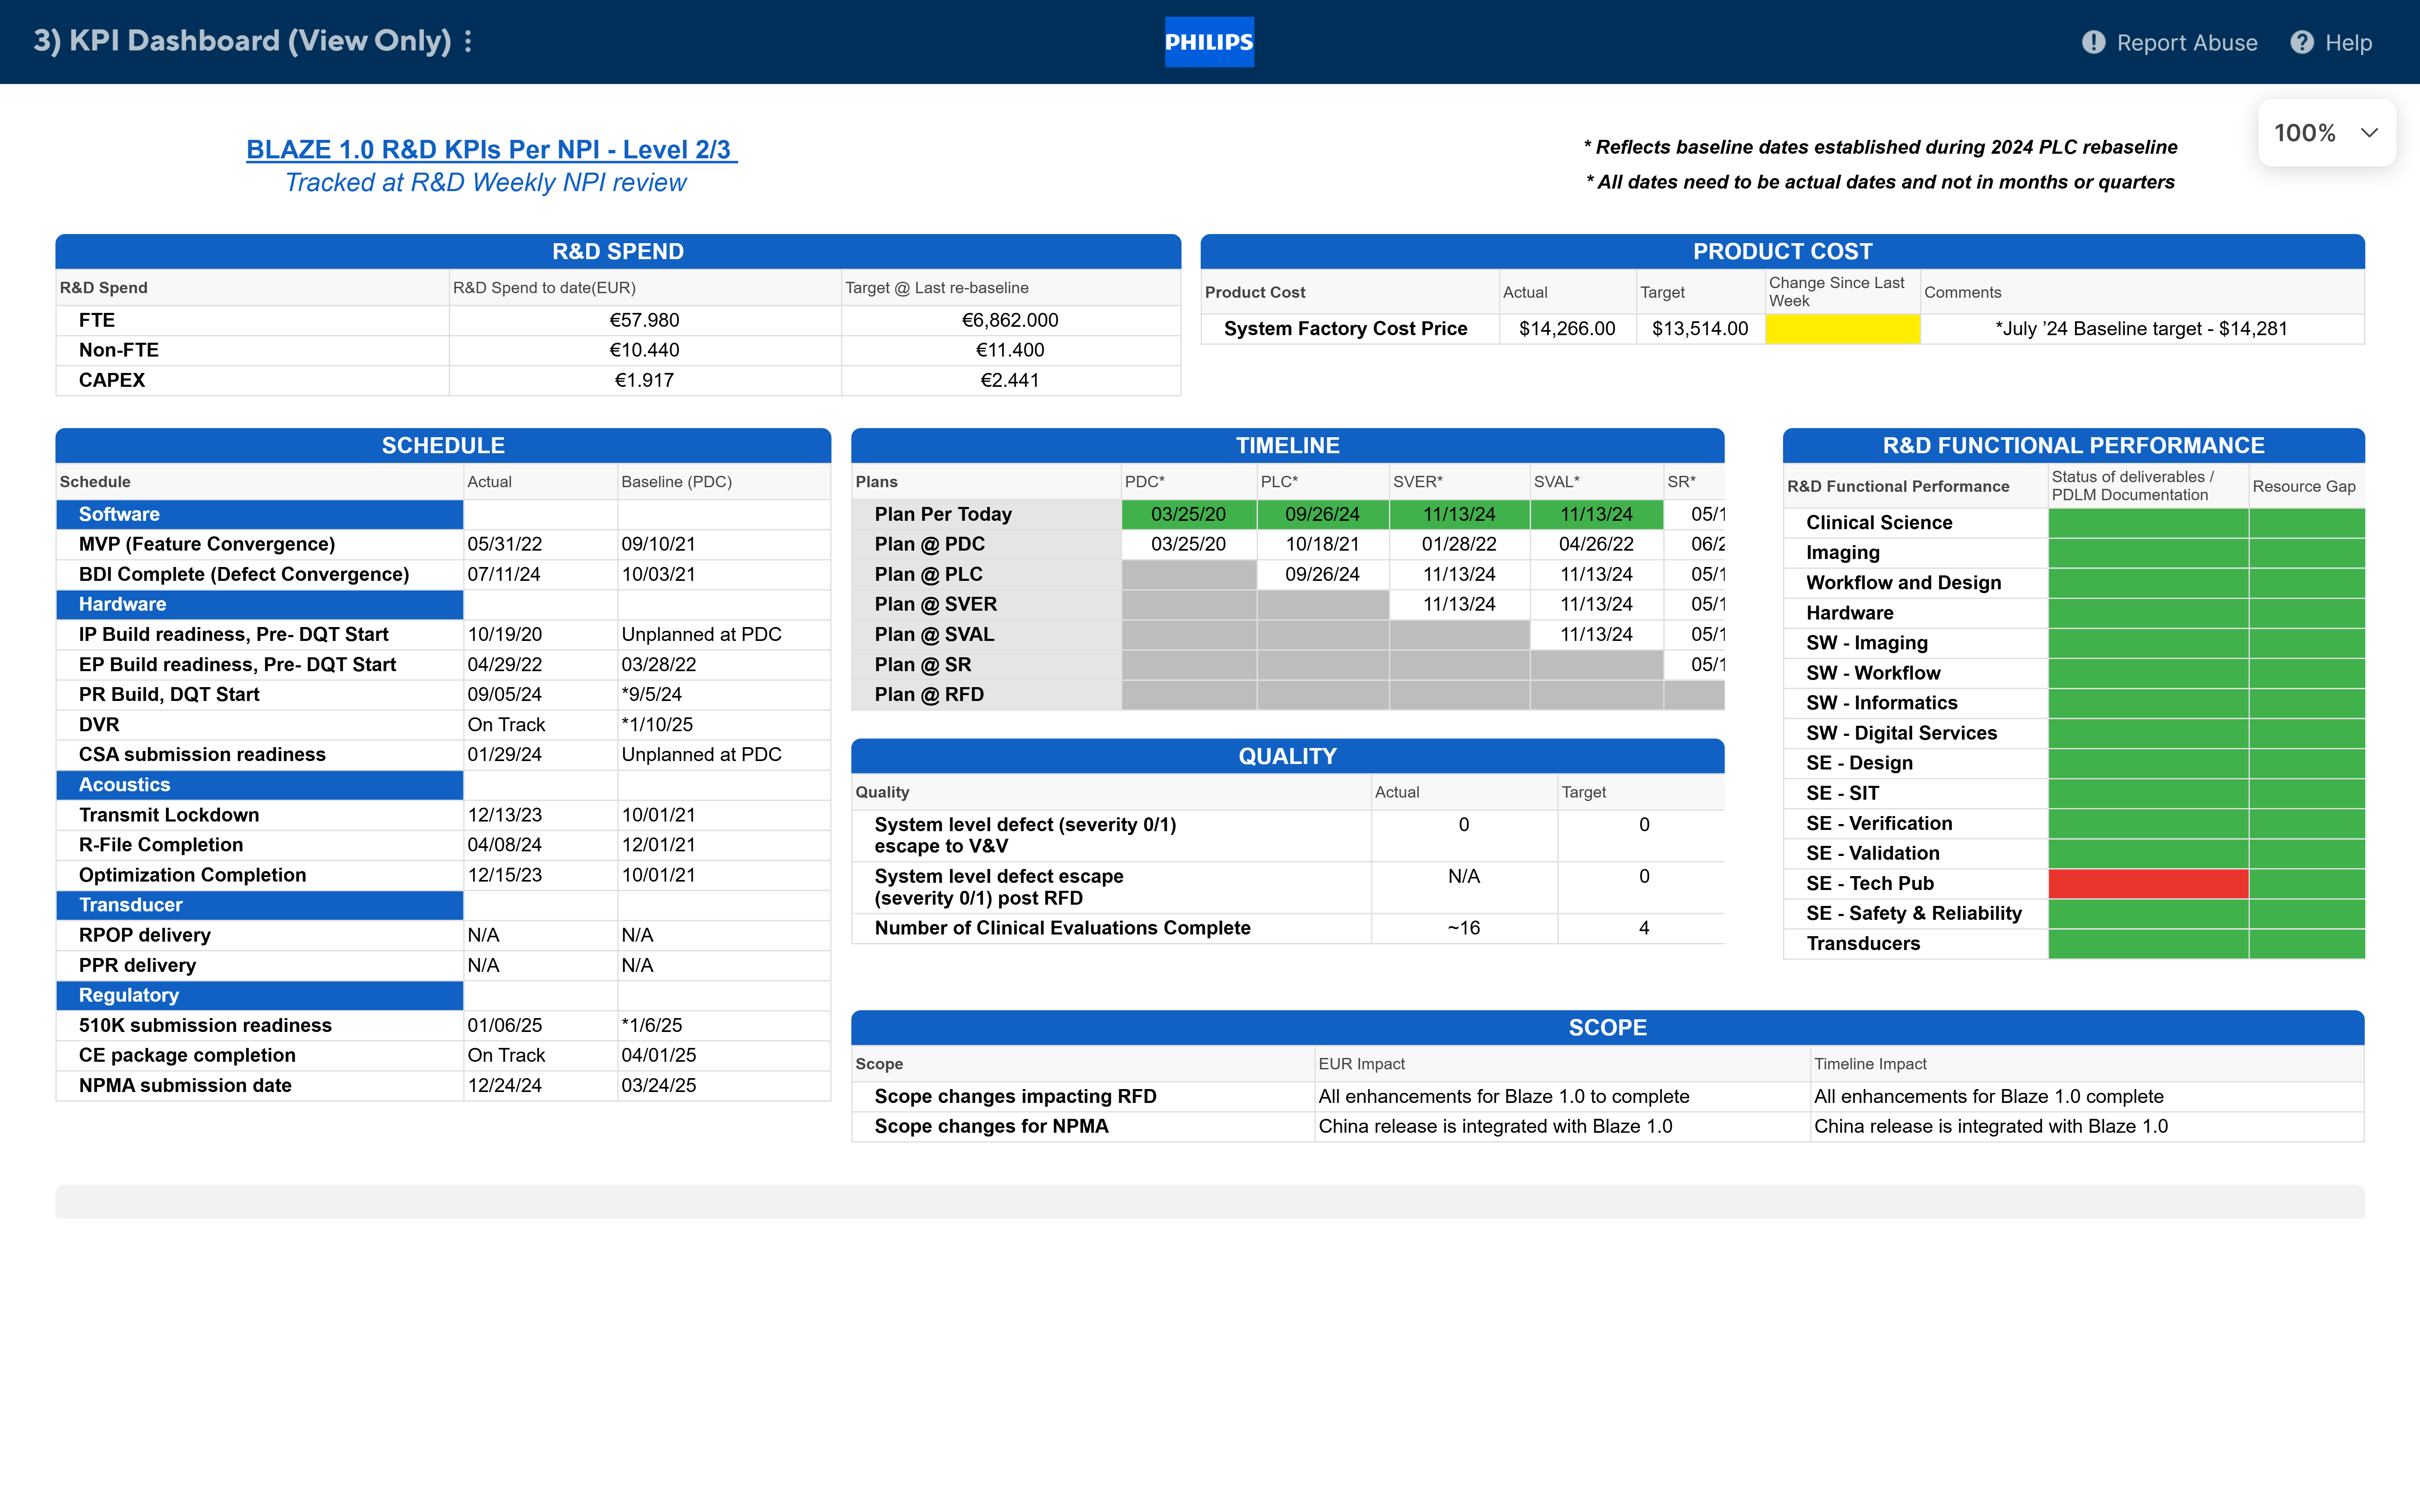 3) KPI Dashboard (View Only)
PHILIPS
Report Abuse
Help
100%
BLAZE 1.0 R&D KPIs Per NPI - Level 2/3
Tracked at R&D Weekly NPI review
* Reflects baseline dates established during 2024 PLC rebaseline
* All dates need to be actual dates and not in months or quarters
R&D SPEND
R&D Spend R&D Spend to date(EUR) Target @ Last re-baseline
FTE €57.980 €6,862.000
Non-FTE €10.440 €11.400
CAPEX €1.917 €2.441
PRODUCT COST
Product Cost Actual Target Change Since Last Week Comments
System Factory Cost Price $14,266.00 $13,514.00 *July ’24 Baseline target - $14,281
SCHEDULE
Schedule Actual Baseline (PDC)
Software
MVP (Feature Convergence) 05/31/22 09/10/21
BDI Complete (Defect Convergence) 07/11/24 10/03/21
Hardware
IP Build readiness, Pre- DQT Start 10/19/20 Unplanned at PDC
EP Build readiness, Pre- DQT Start 04/29/22 03/28/22
PR Build, DQT Start 09/05/24 *9/5/24
DVR On Track *1/10/25
CSA submission readiness 01/29/24 Unplanned at PDC
Acoustics
Transmit Lockdown 12/13/23 10/01/21
R-File Completion 04/08/24 12/01/21
Optimization Completion 12/15/23 10/01/21
Transducer
RPOP delivery N/A N/A
PPR delivery N/A N/A
Regulatory
510K submission readiness 01/06/25 *1/6/25
CE package completion On Track 04/01/25
NPMA submission date 12/24/24 03/24/25
TIMELINE
Plans PDC* PLC* SVER* SVAL* SR*
Plan Per Today 03/25/20 09/26/24 11/13/24 11/13/24 05/1
Plan @ PDC 03/25/20 10/18/21 01/28/22 04/26/22 06/2
Plan @ PLC 09/26/24 11/13/24 11/13/24 05/1
Plan @ SVER 11/13/24 11/13/24 05/1
Plan @ SVAL 11/13/24 05/1
Plan @ SR 05/1
Plan @ RFD
QUALITY
Quality Actual Target
System level defect (severity 0/1) escape to V&V 0 0
System level defect escape (severity 0/1) post RFD N/A 0
Number of Clinical Evaluations Complete ~16 4
R&D FUNCTIONAL PERFORMANCE
R&D Functional Performance Status of deliverables / PDLM Documentation Resource Gap
Clinical Science
Imaging
Workflow and Design
Hardware
SW - Imaging
SW - Workflow
SW - Informatics
SW - Digital Services
SE - Design
SE - SIT
SE - Verification
SE - Validation
SE - Tech Pub
SE - Safety & Reliability
Transducers
SCOPE
Scope EUR Impact Timeline Impact
Scope changes impacting RFD All enhancements for Blaze 1.0 to complete All enhancements for Blaze 1.0 complete
Scope changes for NPMA China release is integrated with Blaze 1.0 China release is integrated with Blaze 1.0